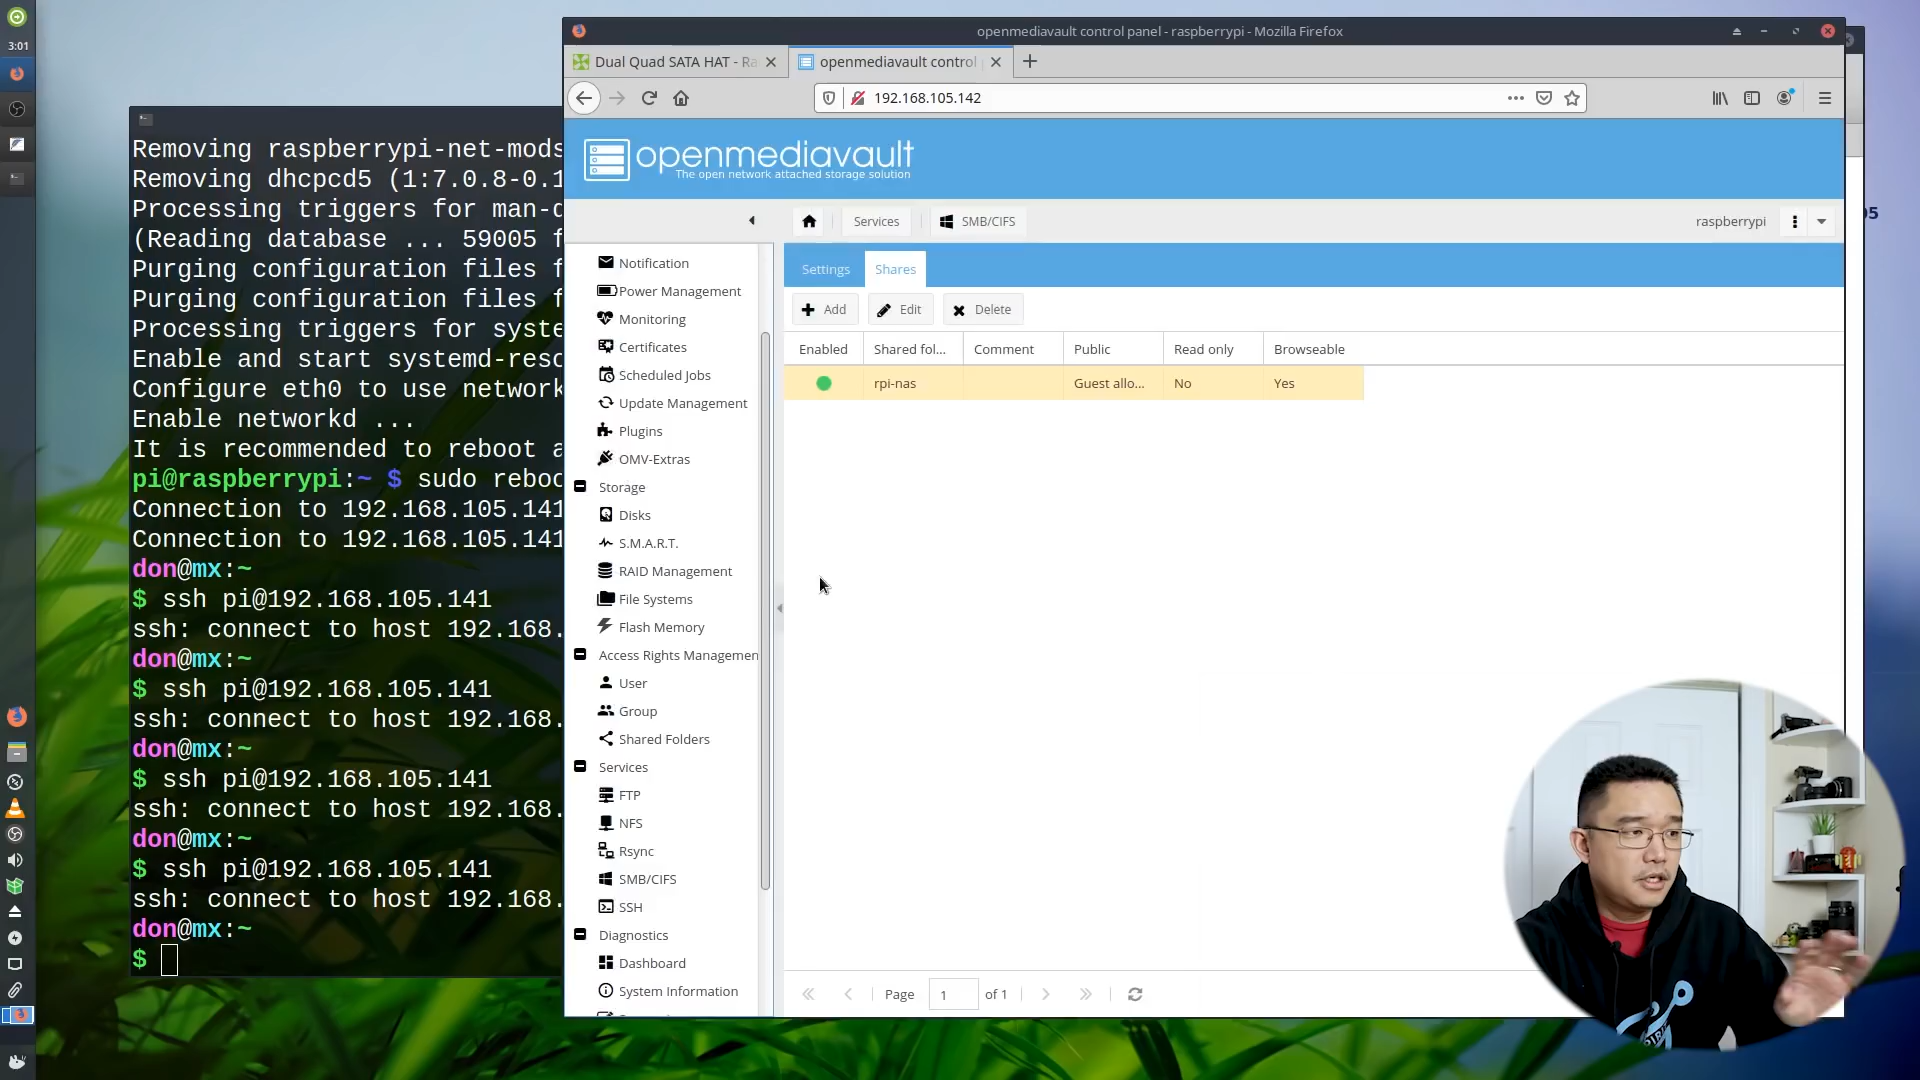 3:01
openmediavault control panel - raspberrypi - Mozilla Firefox
Dual Quad SATA HAT - Ra
openmediavault control
192.168.105.142
openmediavault
The open network attached storage solution
Services
SMB/CIFS
raspberrypi
Settings
Shares
Add
Edit
Delete
Enabled
Shared fol...
Comment
Public
Read only
Browseable
rpi-nas
Guest allo...
No
Yes
Notification
Power Management
Monitoring
Certificates
Scheduled Jobs
Update Management
Plugins
OMV-Extras
Storage
Disks
S.M.A.R.T.
RAID Management
File Systems
Flash Memory
Access Rights Managemen
User
Group
Shared Folders
Services
FTP
NFS
Rsync
SMB/CIFS
SSH
Diagnostics
Dashboard
System Information
Page 1 of 1
Removing raspberrypi-net-mods
Removing dhcpcd5 (1:7.0.8-0.1
Processing triggers for man-d
(Reading database ... 59005 f
Purging configuration files f
Purging configuration files f
Processing triggers for syste
Enable and start systemd-reso
Configure eth0 to use network
Enable networkd ...
It is recommended to reboot a
pi@raspberrypi:~ $ sudo reboo
Connection to 192.168.105.141
Connection to 192.168.105.141
don@mx:~
$ ssh pi@192.168.105.141
ssh: connect to host 192.168.
don@mx:~
$ ssh pi@192.168.105.141
ssh: connect to host 192.168.
don@mx:~
$ ssh pi@192.168.105.141
ssh: connect to host 192.168.
don@mx:~
$ ssh pi@192.168.105.141
ssh: connect to host 192.168.
don@mx:~
$